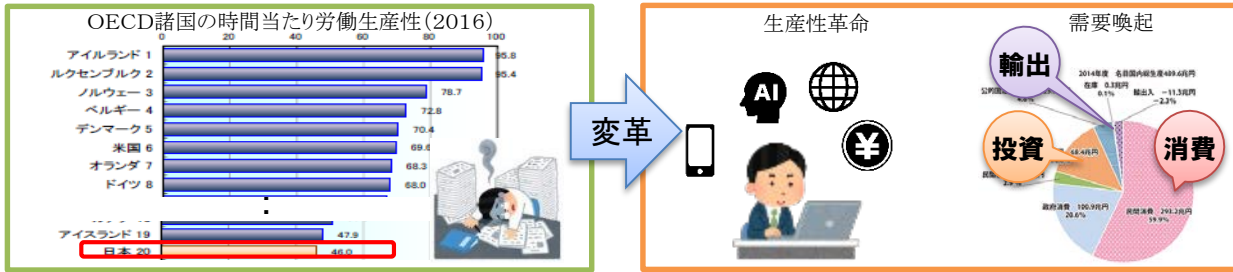 OECD諸国の時間当たり労働生産性(2016)
0 20 40 60 80 100
アイルランド 1 95.8
ルクセンブルク 2 95.4
ノルウェー 3 78.7
ベルギー 4 72.8
デンマーク 5 70.4
米国 6 69.6
オランダ 7 68.3
ドイツ 8 68.0
アイスランド 19 47.9
日本 20 46.0
変革
生産性革命
AI
¥
需要喚起
輸出
2014年度 名目国内総生産489.6兆円
在庫 0.3兆円
0.1%
輸出入 −11.3兆円
−2.3%
投資
68.4兆円
消費
政府消費 100.9兆円
20.6%
民間消費 293.2兆円
59.9%